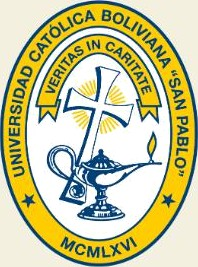 UNIVERSIDAD CATÓLICA BOLIVIANA "SAN PABLO"
VERITAS IN CARITATE
MCMLXVI